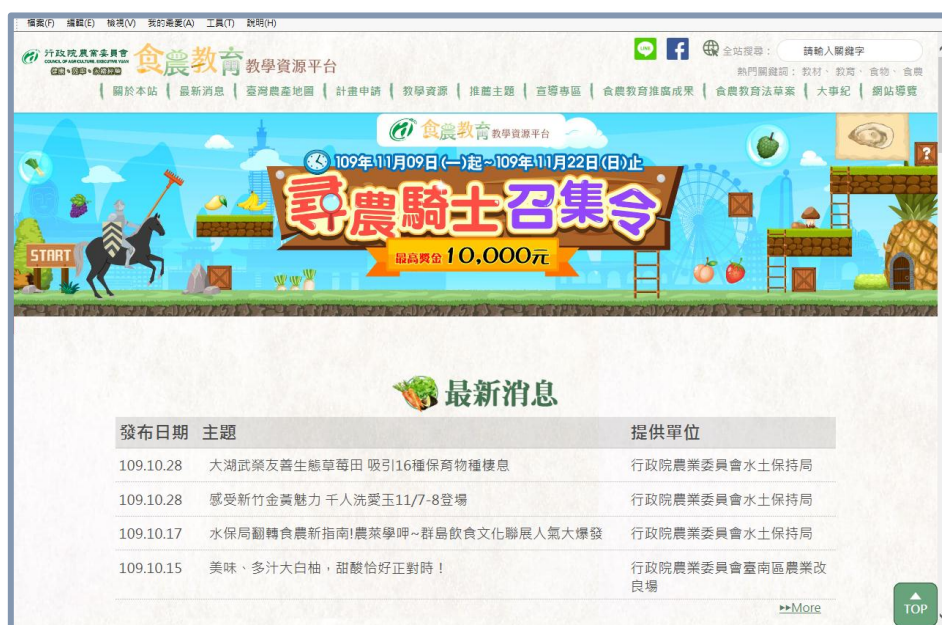 檔案(F) 編輯(E) 檢視(V) 我的最愛(A) 工具(T) 說明(H)
行政院農業委員會
COUNCIL OF AGRICULTURE, EXECUTIVE YUAN
食農教育教學資源平台
全站搜尋： 請輸入關鍵字
熱門關鍵詞： 教材、 教育、 食物、 食農
關於本站 最新消息 臺灣農產地圖 計畫申請 教學資源 推薦主題 宣導專區 食農教育推廣成果 食農教育法草案 大事紀 網站導覽
食農教育教學資源平台
109年11月09日(一)起~109年11月22日(日)止
尋農騎士召集令
最高獎金10,000元
START
?
最新消息
發布日期 主題 提供單位
109.10.28 大湖武榮友善生態草莓田 吸引16種保育物種棲息 行政院農業委員會水土保持局
109.10.28 感受新竹金黃魅力 千人洗愛玉11/7-8登場 行政院農業委員會水土保持局
109.10.17 水保局翻轉食農新指南!農萊學呷~群島飲食文化聯展人氣大爆發 行政院農業委員會水土保持局
109.10.15 美味、多汁大白柚，甜酸恰好正對時！ 行政院農業委員會臺南區農業改
良場
▸▸More
TOP